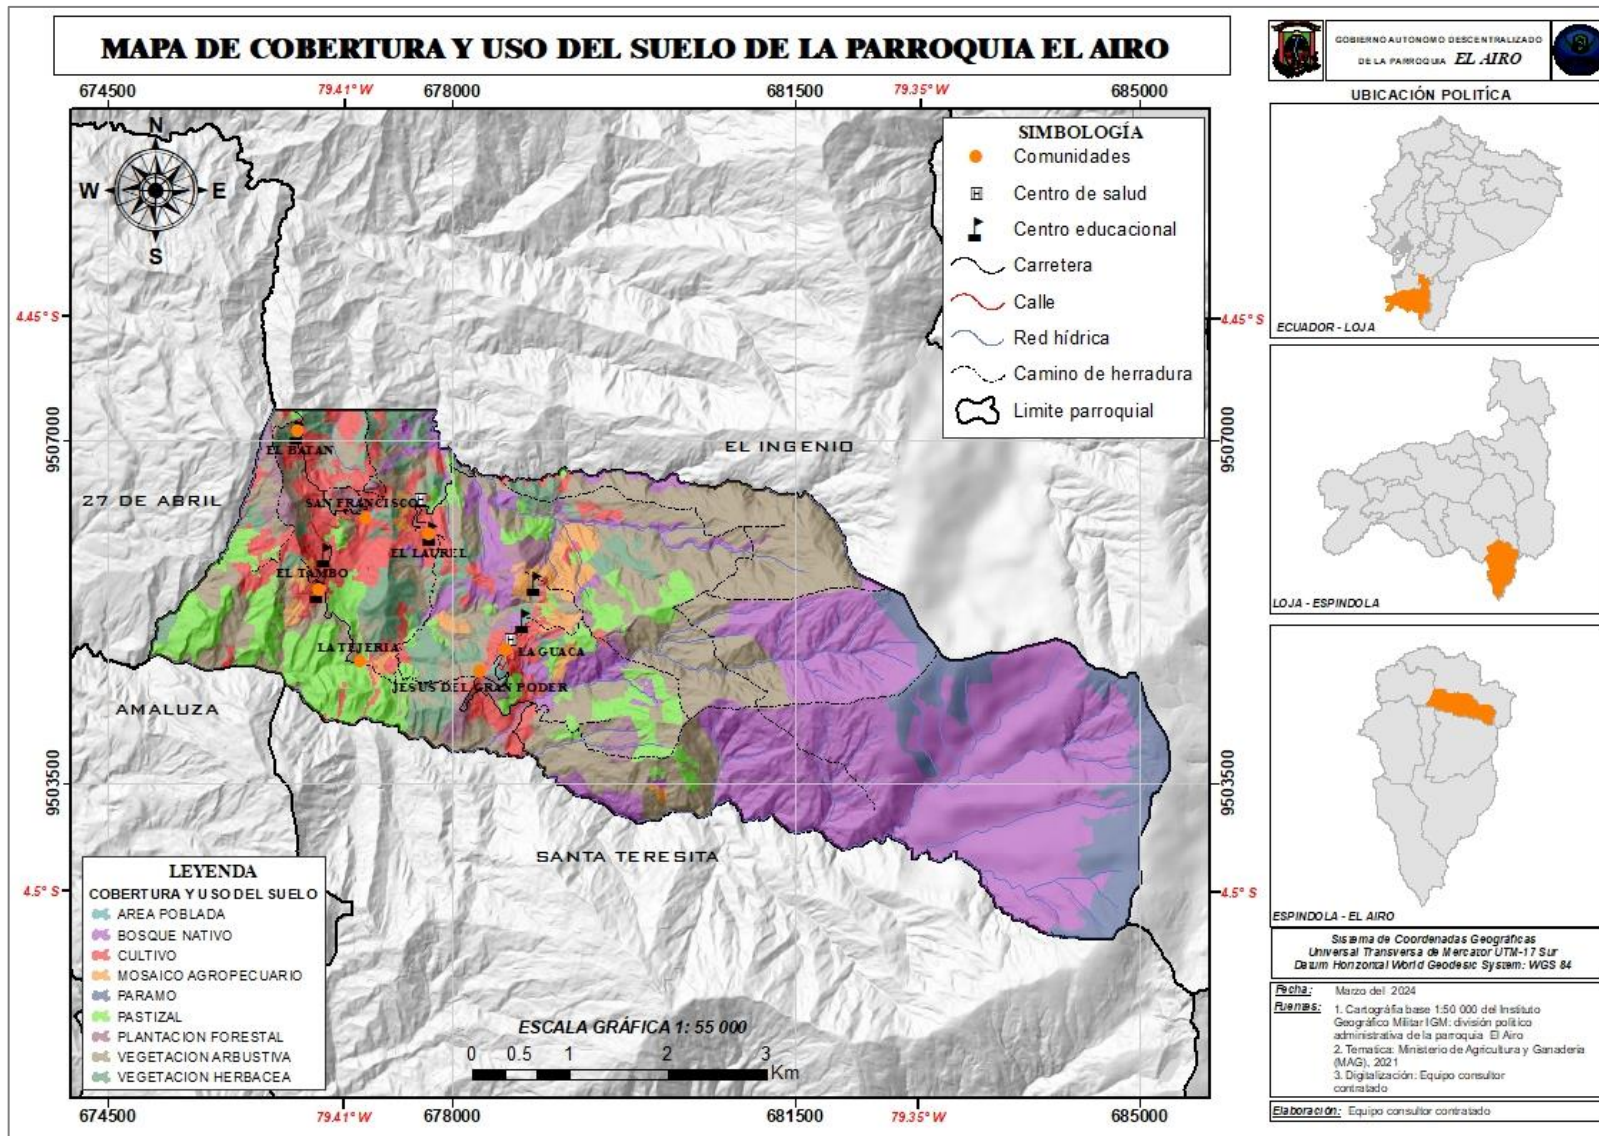 MAPA DE COBERTURA Y USO DEL SUELO DE LA PARROQUIA EL AIRO
674500
79.41° W
678000
681500
79.35° W
685000
N
W
E
S
SIMBOLOGÍA
Comunidades
Centro de salud
Centro educacional
Carretera
Calle
Red hídrica
Camino de herradura
Limite parroquial
4.45° S
4.45° S
9507000
9507000
EL INGENIO
27 DE ABRIL
EL BATAN
SAN FRANCISCO
EL LAUREL
EL TAMBO
LA TEJERIA
LA GUACA
JESUS DEL GRAN PODER
AMALUZA
9503500
9503500
SANTA TERESITA
4.5° S
4.5° S
LEYENDA
COBERTURA Y USO DEL SUELO
AREA POBLADA
BOSQUE NATIVO
CULTIVO
MOSAICO AGROPECUARIO
PARAMO
PASTIZAL
PLANTACION FORESTAL
VEGETACION ARBUSTIVA
VEGETACION HERBACEA
ESCALA GRÁFICA 1: 55 000
0 0.5 1 2 3
Km
674500
79.41° W
678000
681500
79.35° W
685000
GOBIERNO AUTONOMO DESCENTRALIZADO
DE LA PARROQUIA EL AIRO
UBICACIÓN POLITÍCA
ECUADOR - LOJA
LOJA - ESPINDOLA
ESPINDOLA - EL AIRO
Sistema de Coordenadas Geográficas
Universal Transversa de Mercator UTM-17 Sur
Datum Horizontal World Geodesic System: WGS 84
Fecha: Marzo del 2024
Fuentes: 1. Cartográfia base 1:50 000 del Instituto
Geográfico Militar IGM: división político
administrativa de la parroquia El Airo
2. Tematica: Ministerio de Agricultura y Ganaderia
(MAG), 2021
3. Digitalización: Equipo consultor
contratado
Elaboración: Equipo consultor contratado